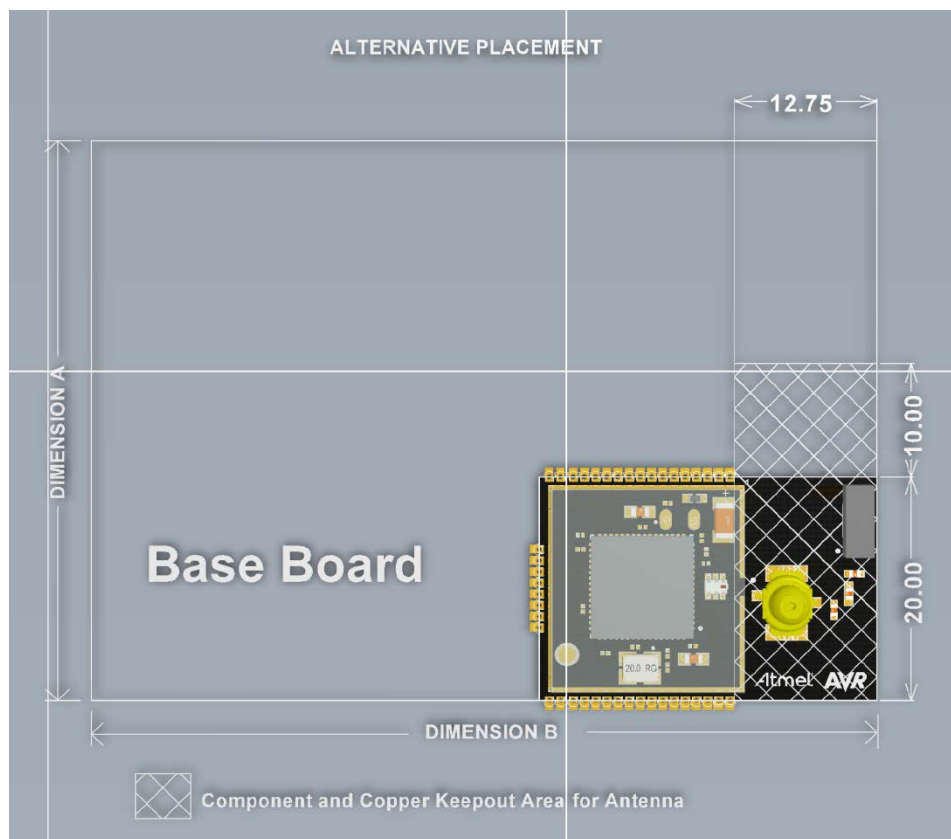 ALTERNATIVE PLACEMENT
12.75
DIMENSION A
10.00
Base Board
20.00
20.0 RG
Atmel AVR
DIMENSION B
Component and Copper Keepout Area for Antenna